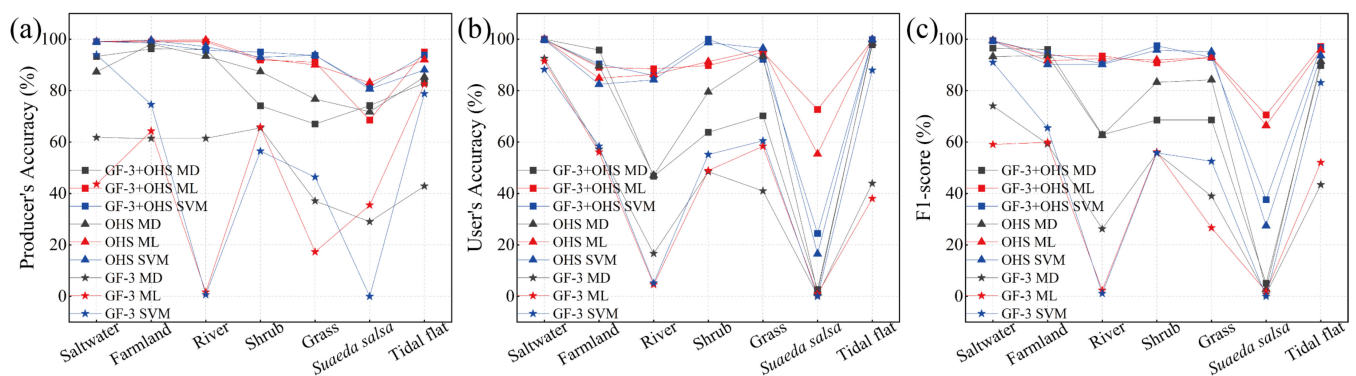 (a)
Producer's Accuracy (%)
100
80
60
40
20
0
GF-3+OHS MD
GF-3+OHS ML
GF-3+OHS SVM
OHS MD
OHS ML
OHS SVM
GF-3 MD
GF-3 ML
GF-3 SVM
Saltwater
Farmland
River
Shrub
Grass
Suaeda salsa
Tidal flat
(b)
User's Accuracy (%)
100
80
60
40
20
0
GF-3+OHS MD
GF-3+OHS ML
GF-3+OHS SVM
OHS MD
OHS ML
OHS SVM
GF-3 MD
GF-3 ML
GF-3 SVM
Saltwater
Farmland
River
Shrub
Grass
Suaeda salsa
Tidal flat
(c)
F1-score (%)
100
80
60
40
20
0
GF-3+OHS MD
GF-3+OHS ML
GF-3+OHS SVM
OHS MD
OHS ML
OHS SVM
GF-3 MD
GF-3 ML
GF-3 SVM
Saltwater
Farmland
River
Shrub
Grass
Suaeda salsa
Tidal flat